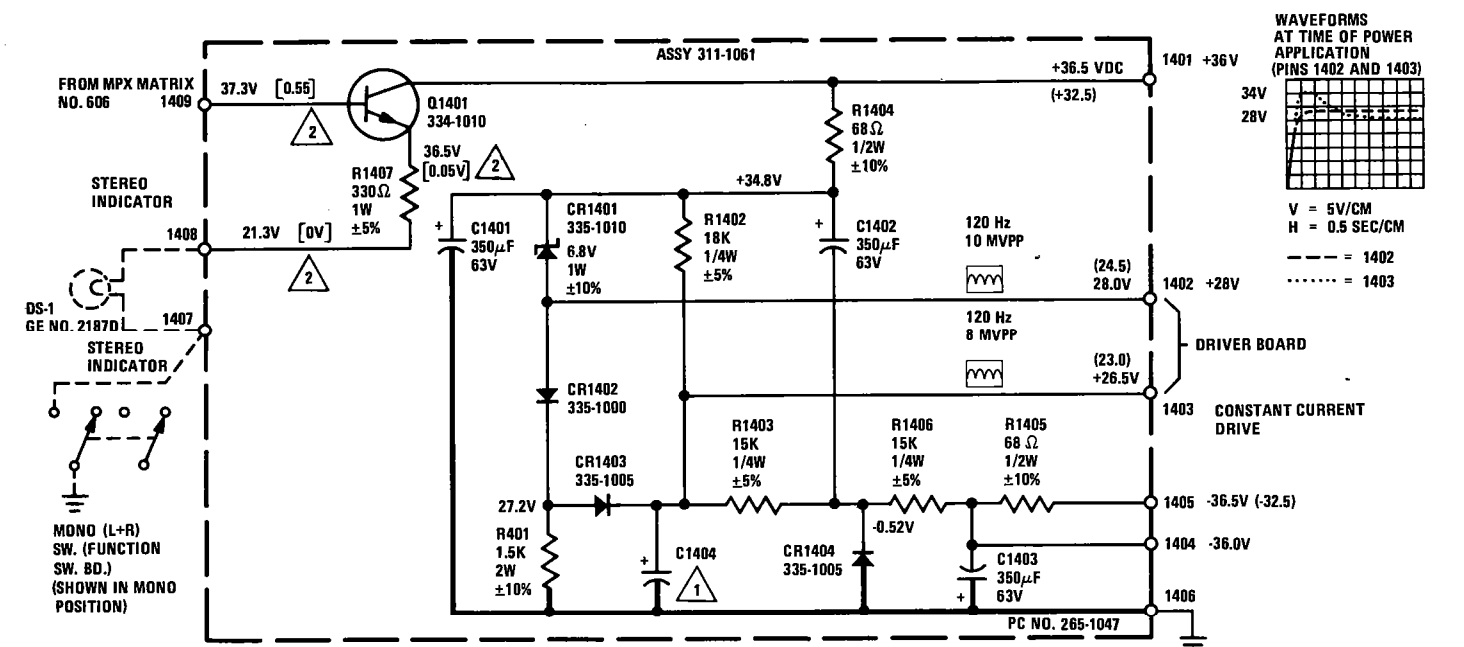 ASSY 311-1061
WAVEFORMS
AT TIME OF POWER
APPLICATION
(PINS 1402 AND 1403)
34V
28V
V = 5V/CM
H = 0.5 SEC/CM
= 1402
= 1403
FROM MPX MATRIX
NO. 606
1409
37.3V [0.55]
2
Q1401
334-1010
36.5V
[0.05V]
2
R1407
330Ω
1W
±5%
STEREO
INDICATOR
1408
21.3V [0V]
2
DS-1
GE NO. 2187D
1407
STEREO
INDICATOR
MONO (L+R)
SW. (FUNCTION
SW. BD.)
(SHOWN IN MONO
POSITION)
+36.5 VDC
(+32.5)
1401 +36V
R1404
68Ω
1/2W
±10%
+34.8V
+
C1401
350μF
63V
CR1401
335-1010
6.8V
1W
±10%
R1402
18K
1/4W
±5%
+
C1402
350μF
63V
120 Hz
10 MVPP
(24.5)
28.0V
1402 +28V
120 Hz
8 MVPP
(23.0)
+26.5V
DRIVER BOARD
1403 CONSTANT CURRENT
DRIVE
CR1402
335-1000
CR1403
335-1005
27.2V
R1403
15K
1/4W
±5%
R1406
15K
1/4W
±5%
R1405
68 Ω
1/2W
±10%
1405 -36.5V (-32.5)
-0.52V
1404 -36.0V
R401
1.5K
2W
±10%
+
C1404
1
CR1404
335-1005
C1403
350μF
63V
+
1406
PC NO. 265-1047